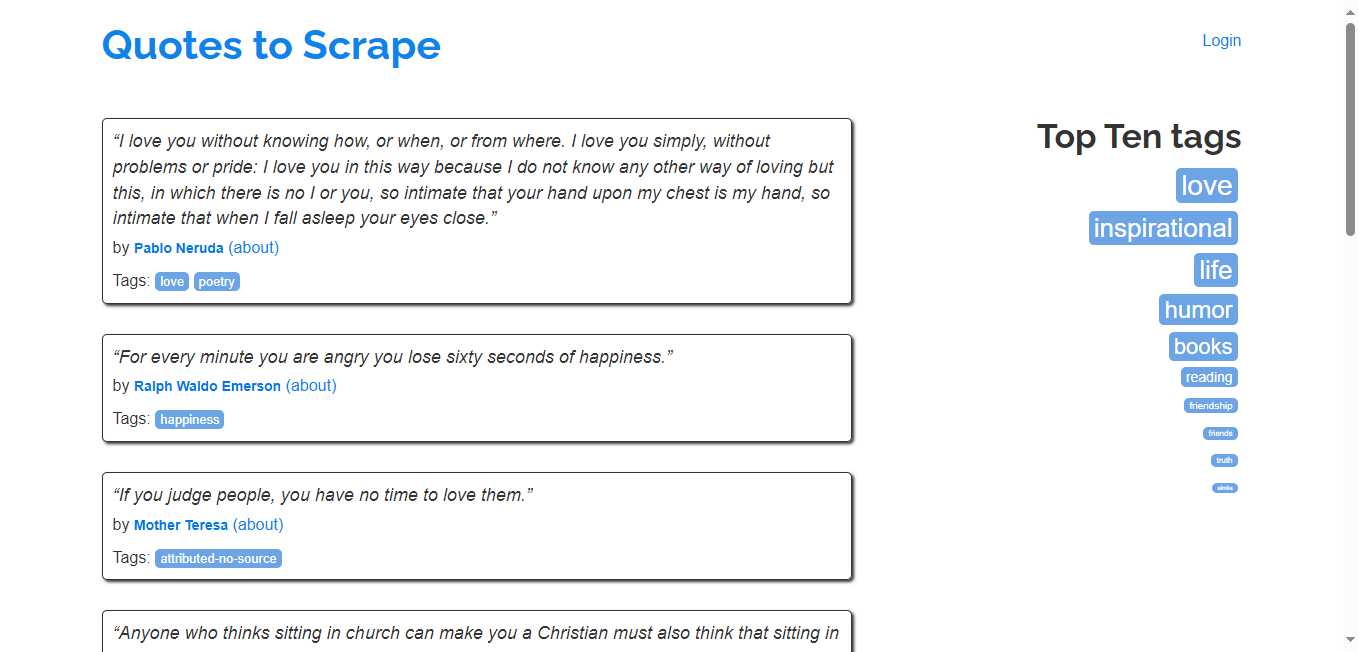 Quotes to Scrape
Login
“I love you without knowing how, or when, or from where. I love you simply, without
problems or pride: I love you in this way because I do not know any other way of loving but
this, in which there is no I or you, so intimate that your hand upon my chest is my hand, so
intimate that when I fall asleep your eyes close.”
by Pablo Neruda (about)
Tags: love poetry
“For every minute you are angry you lose sixty seconds of happiness.”
by Ralph Waldo Emerson (about)
Tags: happiness
“If you judge people, you have no time to love them.”
by Mother Teresa (about)
Tags: attributed-no-source
“Anyone who thinks sitting in church can make you a Christian must also think that sitting in
Top Ten tags
love
inspirational
life
humor
books
reading
friendship
friends
truth
simile